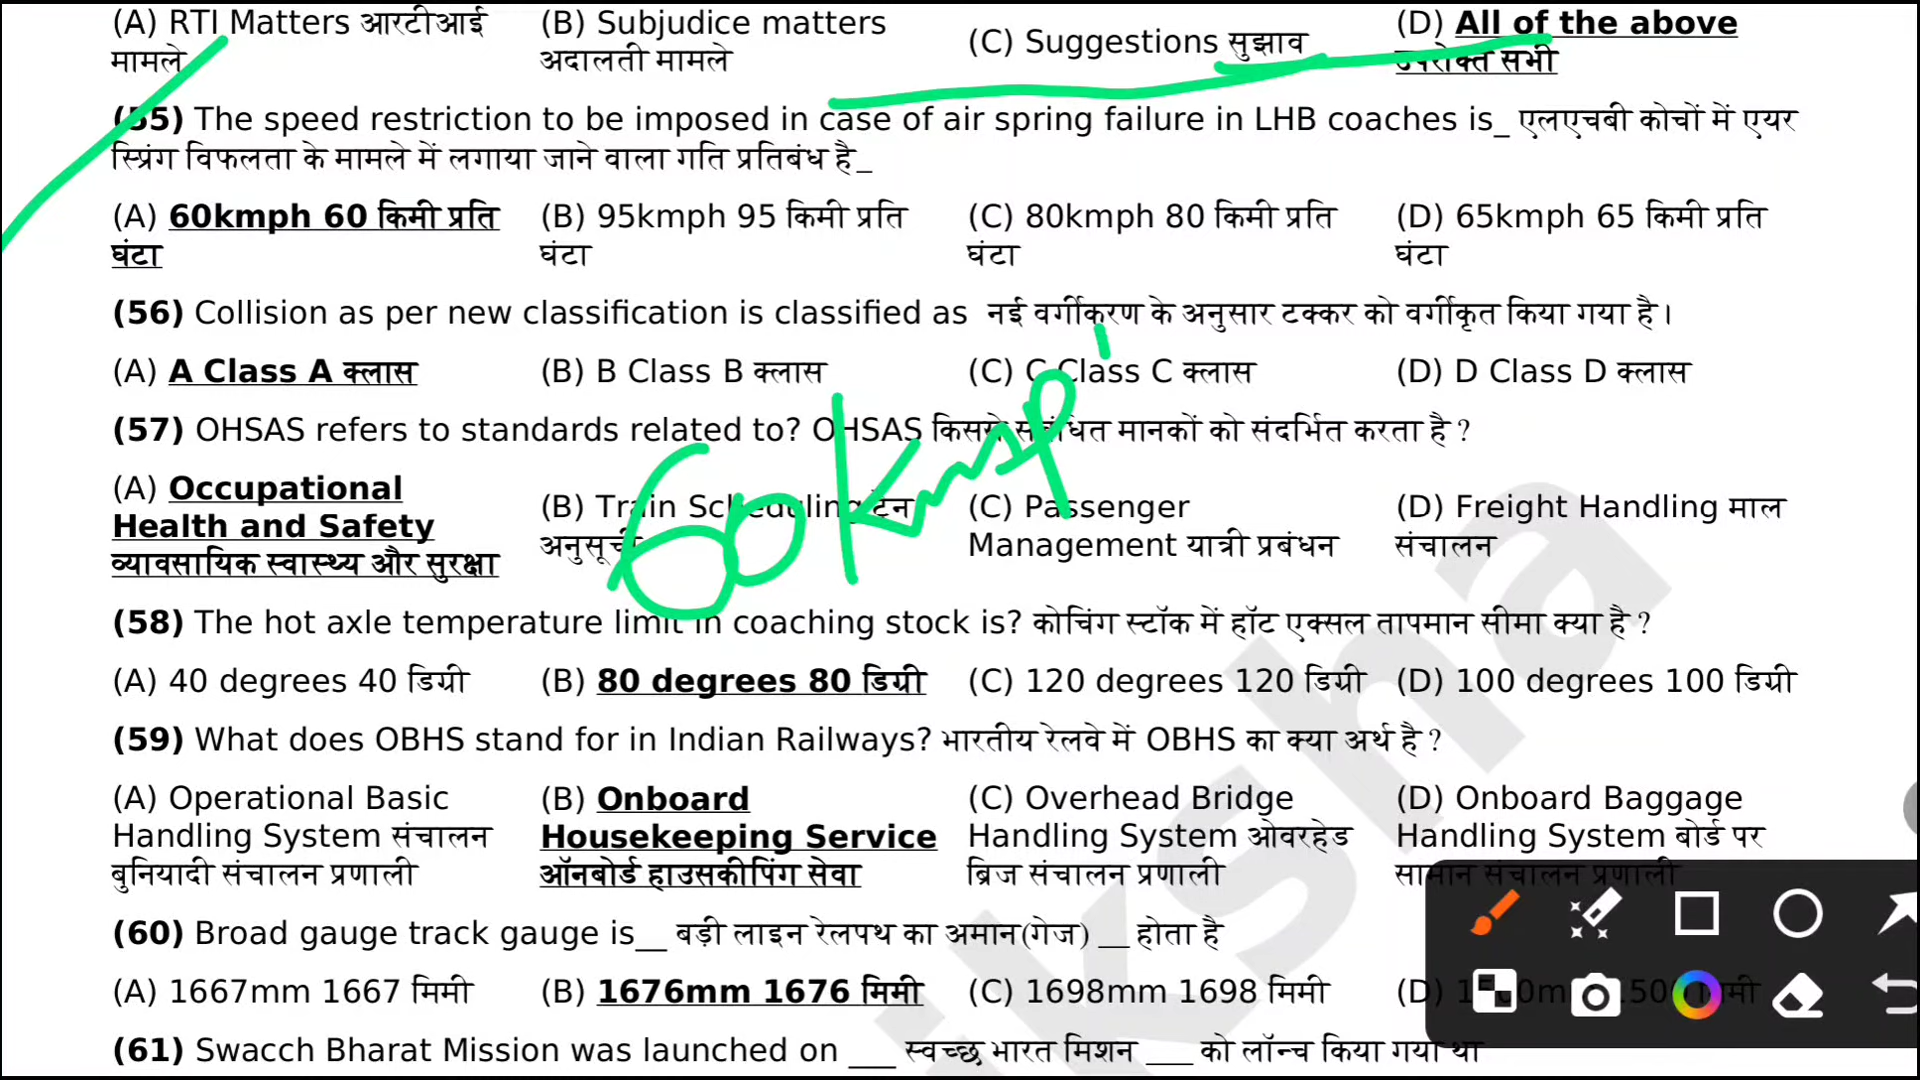 (A) RTI Matters आरटीआई मामले (B) Subjudice matters अदालती मामले (C) Suggestions सुझाव (D) All of the above उपरोक्त सभी
(55) The speed restriction to be imposed in case of air spring failure in LHB coaches is_ एलएचबी कोचों में एयर
स्प्रिंग विफलता के मामले में लगाया जाने वाला गति प्रतिबंध है_
(A) 60kmph 60 किमी प्रति घंटा (B) 95kmph 95 किमी प्रति घंटा (C) 80kmph 80 किमी प्रति घंटा (D) 65kmph 65 किमी प्रति घंटा
(56) Collision as per new classification is classified as नई वर्गीकरण के अनुसार टक्कर को वर्गीकृत किया गया है।
(A) A Class A क्लास (B) B Class B क्लास (C) C Class C क्लास (D) D Class D क्लास
(57) OHSAS refers to standards related to? OHSAS किससे संबंधित मानकों को संदर्भित करता है ?
(A) Occupational Health and Safety व्यावसायिक स्वास्थ्य और सुरक्षा (B) Train Scheduling ट्रेन अनुसूची (C) Passenger Management यात्री प्रबंधन (D) Freight Handling माल संचालन
60kmp
(58) The hot axle temperature limit in coaching stock is? कोचिंग स्टॉक में हॉट एक्सल तापमान सीमा क्या है ?
(A) 40 degrees 40 डिग्री (B) 80 degrees 80 डिग्री (C) 120 degrees 120 डिग्री (D) 100 degrees 100 डिग्री
(59) What does OBHS stand for in Indian Railways? भारतीय रेलवे में OBHS का क्या अर्थ है ?
(A) Operational Basic Handling System संचालन बुनियादी संचालन प्रणाली (B) Onboard Housekeeping Service ऑनबोर्ड हाउसकीपिंग सेवा (C) Overhead Bridge Handling System ओवरहेड ब्रिज संचालन प्रणाली (D) Onboard Baggage Handling System बोर्ड पर सामान संचालन प्रणाली
(60) Broad gauge track gauge is__ बड़ी लाइन रेलपथ का अमान(गेज) __ होता है
(A) 1667mm 1667 मिमी (B) 1676mm 1676 मिमी (C) 1698mm 1698 मिमी (D)
(61) Swacch Bharat Mission was launched on ___ स्वच्छ भारत मिशन ___ को लॉन्च किया गया था